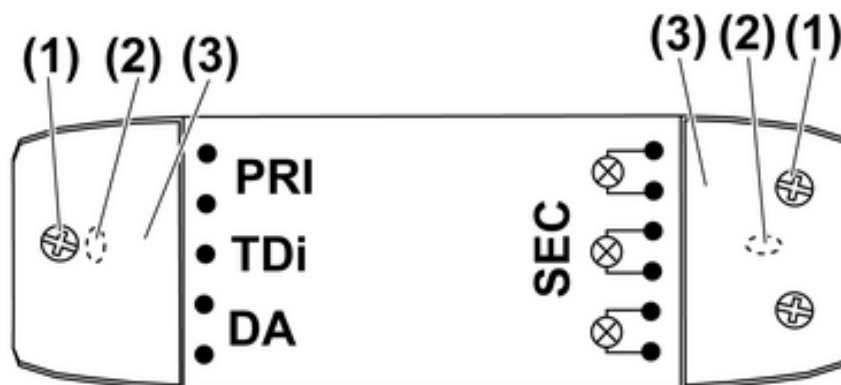 (1) (2) (3)
(3) (2) (1)
PRI
TDi
DA
SEC